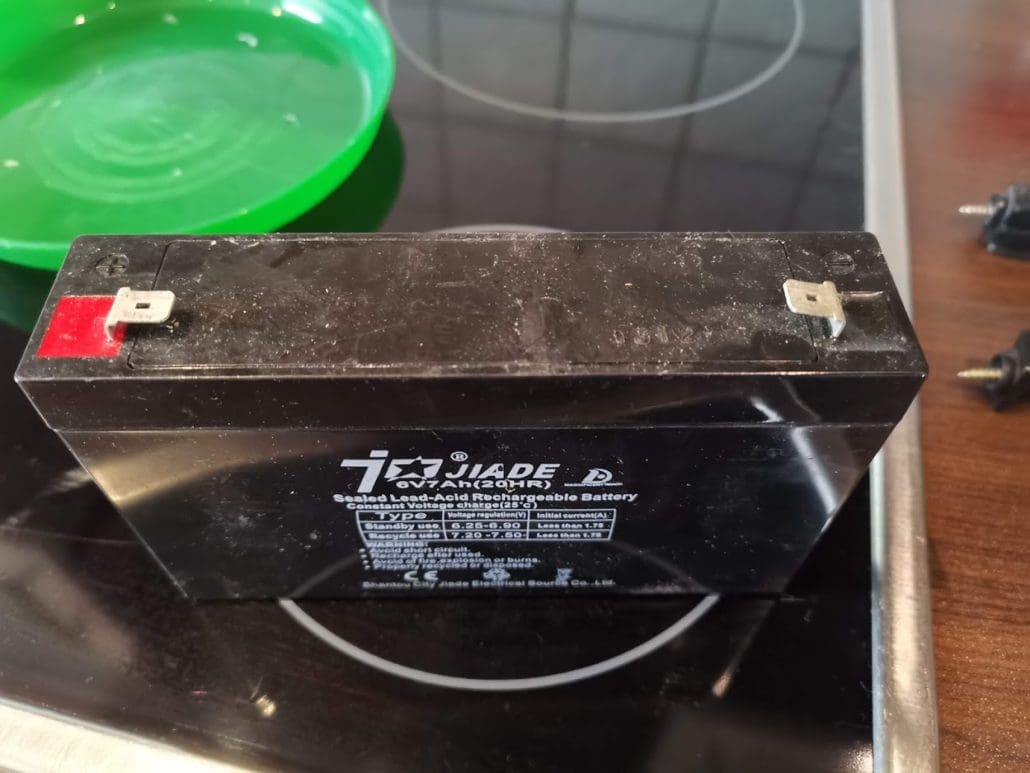 JIADE ®
6V7Ah(20HR)
Sealed Lead-Acid Rechargeable Battery
Constant Voltage charge(25°c)
Type Voltage regulation(V) Initial current(A)
Standby use 6.25-6.90 Less than 1.75
Recycle use 7.20-7.50 Less than 1.75
WARNING:
• Avoid short circuit.
• Recharge after used.
• Avoid of fire,explosion or burns.
• Properly recycled or disposed.
CE
Shantou City Jiade Electrical Source Co.,Ltd.